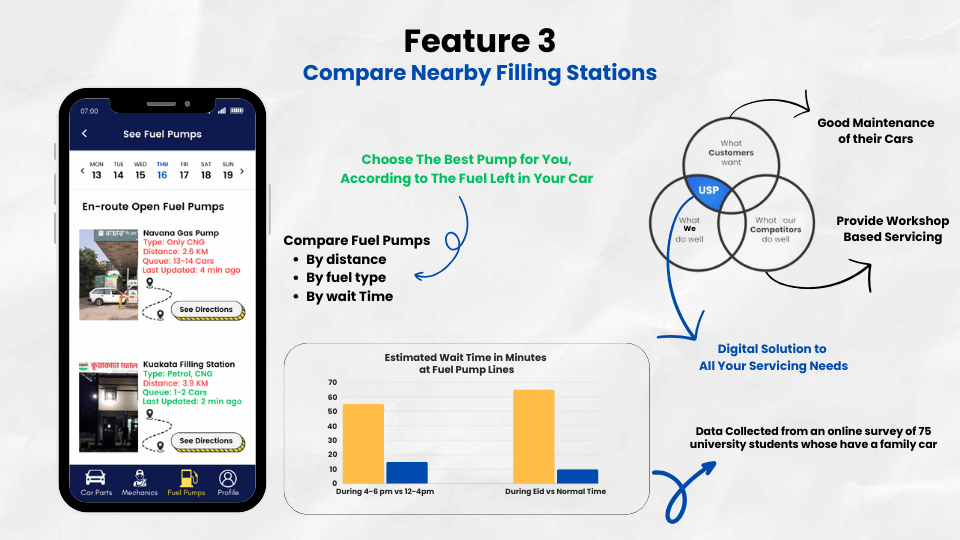 Feature 3
Compare Nearby Filling Stations
07:00
See Fuel Pumps
MON TUE WED THU FRI SAT SUN
13 14 15 16 17 18 19
En-route Open Fuel Pumps
Navana Gas Pump
Type: Only CNG
Distance: 2.6 KM
Queue: 13-14 Cars
Last Updated: 4 min ago
See Directions
Kuakata Filling Station
Type: Petrol, CNG
Distance: 3.9 KM
Queue: 1-2 Cars
Last Updated: 2 min ago
See Directions
Car Parts Mechanics Fuel Pumps Profile
Choose The Best Pump for You,
According to The Fuel Left in Your Car
Compare Fuel Pumps
• By distance
• By fuel type
• By wait Time
Estimated Wait Time in Minutes
at Fuel Pump Lines
70
60
50
40
30
20
10
0
During 4-6 pm vs 12-4pm
During Eid vs Normal Time
What
Customers
want
USP
What
We
do well
What our
Competitors
do well
Good Maintenance
of their Cars
Provide Workshop
Based Servicing
Digital Solution to
All Your Servicing Needs
Data Collected from an online survey of 75
university students whose have a family car